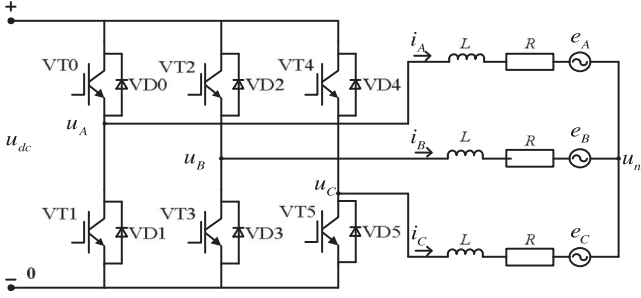 +
i_A L R e_A
VT0 VD0 VT2 VD2 VT4 VD4
u_A
u_dc
i_B L R e_B
u_B u_n
u_C
VT1 VD1 VT3 VD3 VT5 VD5
i_C L R e_C
− 0